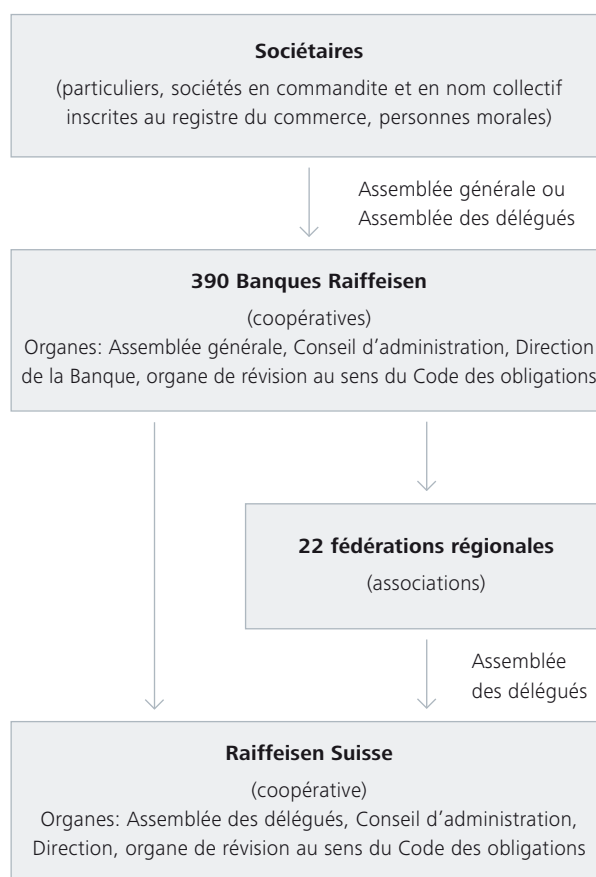 Sociétaires
(particuliers, sociétés en commandite et en nom collectif
inscrites au registre du commerce, personnes morales)
Assemblée générale ou
Assemblée des délégués
390 Banques Raiffeisen
(coopératives)
Organes: Assemblée générale, Conseil d’administration, Direction
de la Banque, organe de révision au sens du Code des obligations
22 fédérations régionales
(associations)
Assemblée
des délégués
Raiffeisen Suisse
(coopérative)
Organes: Assemblée des délégués, Conseil d’administration,
Direction, organe de révision au sens du Code des obligations